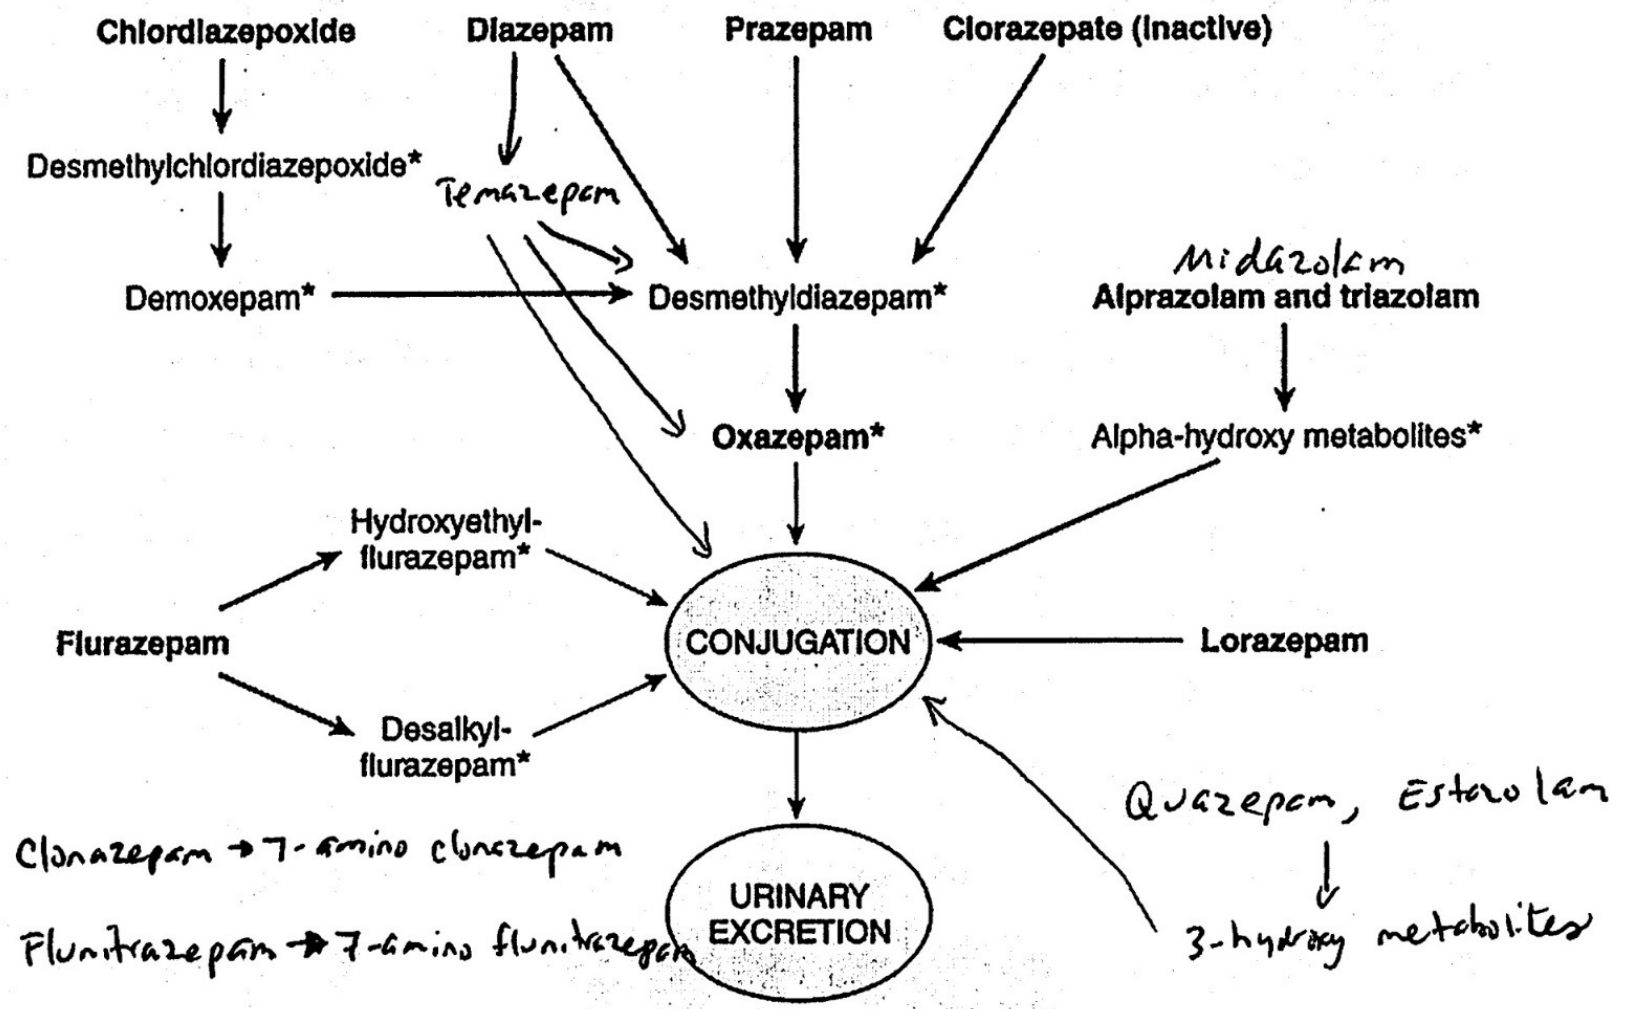 Chlordiazepoxide
Diazepam
Prazepam
Clorazepate (inactive)
Desmethylchlordiazepoxide*
Temazepam
Midazolam
Demoxepam*
Desmethyldiazepam*
Alprazolam and triazolam
Oxazepam*
Alpha-hydroxy metabolites*
Hydroxyethyl-
flurazepam*
Flurazepam
CONJUGATION
Lorazepam
Desalkyl-
flurazepam*
Quazepam, Estazolam
Clonazepam → 7-amino clonazepam
URINARY
EXCRETION
Flunitrazepam → 7-amino flunitrazepam
3-hydroxy metabolites